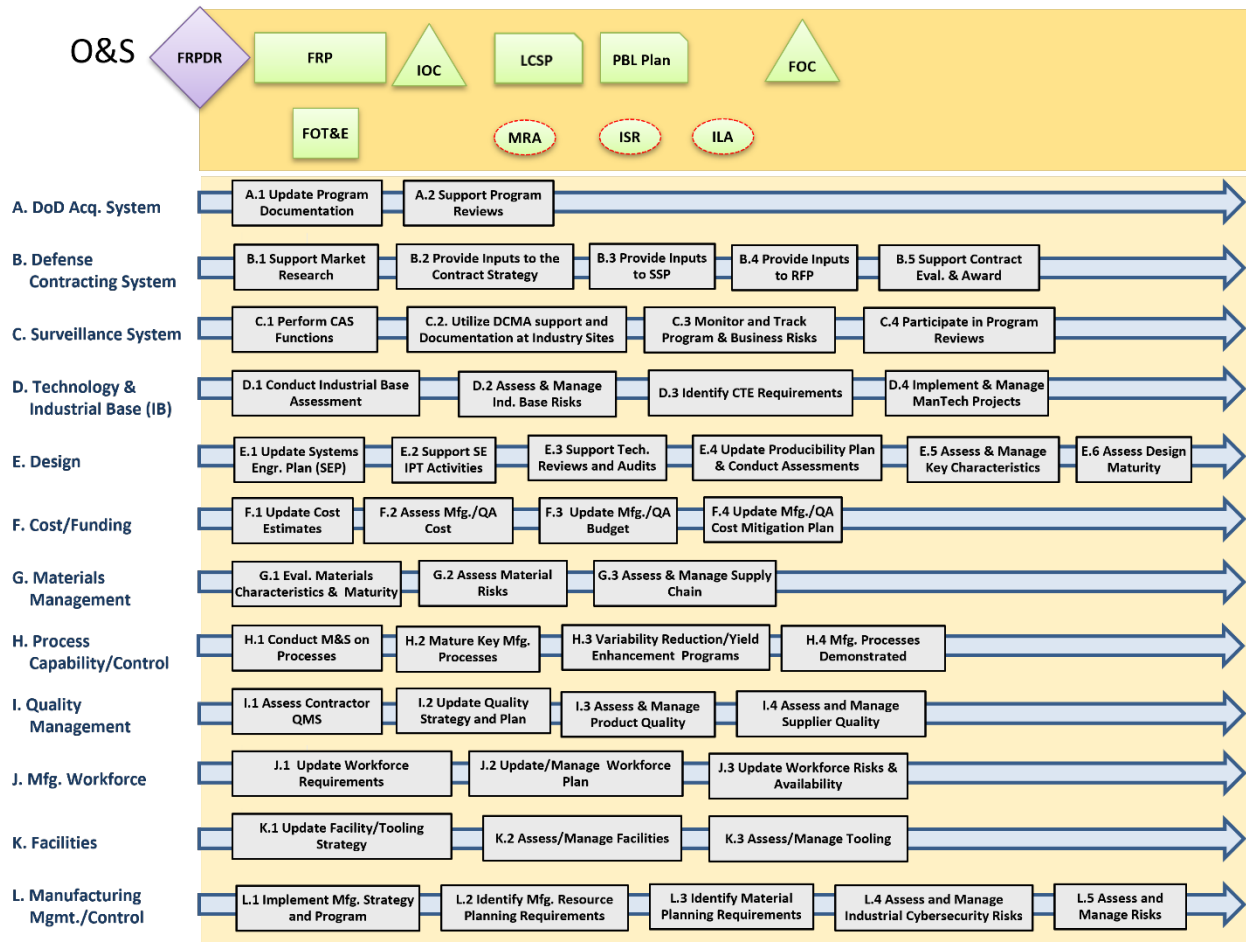 O&S
FRPDR
FRP
IOC
LCSP
PBL Plan
FOC
FOT&E
MRA
ISR
ILA
A. DoD Acq. System
A.1 Update Program
Documentation
A.2 Support Program
Reviews
B. Defense
Contracting System
B.1 Support Market
Research
B.2 Provide Inputs to the
Contract Strategy
B.3 Provide Inputs
to SSP
B.4 Provide Inputs
to RFP
B.5 Support Contract
Eval. & Award
C. Surveillance System
C.1 Perform CAS
Functions
C.2. Utilize DCMA support and
Documentation at Industry Sites
C.3 Monitor and Track
Program & Business Risks
C.4 Participate in Program
Reviews
D. Technology &
Industrial Base (IB)
D.1 Conduct Industrial Base
Assessment
D.2 Assess & Manage
Ind. Base Risks
D.3 Identify CTE Requirements
D.4 Implement & Manage
ManTech Projects
E. Design
E.1 Update Systems
Engr. Plan (SEP)
E.2 Support SE
IPT Activities
E.3 Support Tech.
Reviews and Audits
E.4 Update Producibility Plan
& Conduct Assessments
E.5 Assess & Manage
Key Characteristics
E.6 Assess Design
Maturity
F. Cost/Funding
F.1 Update Cost
Estimates
F.2 Assess Mfg./QA
Cost
F.3 Update Mfg./QA
Budget
F.4 Update Mfg./QA
Cost Mitigation Plan
G. Materials
Management
G.1 Eval. Materials
Characteristics & Maturity
G.2 Assess Material
Risks
G.3 Assess & Manage Supply
Chain
H. Process
Capability/Control
H.1 Conduct M&S on
Processes
H.2 Mature Key Mfg.
Processes
H.3 Variability Reduction/Yield
Enhancement Programs
H.4 Mfg. Processes
Demonstrated
I. Quality
Management
I.1 Assess Contractor
QMS
I.2 Update Quality
Strategy and Plan
I.3 Assess & Manage
Product Quality
I.4 Assess and Manage
Supplier Quality
J. Mfg. Workforce
J.1 Update Workforce
Requirements
J.2 Update/Manage Workforce
Plan
J.3 Update Workforce Risks &
Availability
K. Facilities
K.1 Update Facility/Tooling
Strategy
K.2 Assess/Manage Facilities
K.3 Assess/Manage Tooling
L. Manufacturing
Mgmt./Control
L.1 Implement Mfg. Strategy
and Program
L.2 Identify Mfg. Resource
Planning Requirements
L.3 Identify Material
Planning Requirements
L.4 Assess and Manage
Industrial Cybersecurity Risks
L.5 Assess and
Manage Risks